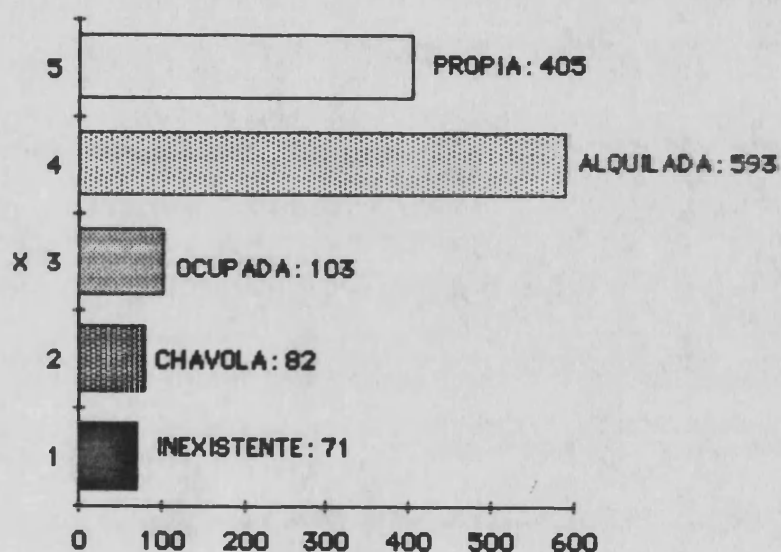 5 PROPIA: 405
4 ALQUILADA: 593
X 3 OCUPADA: 103
2 CHAVOLA: 82
1 INEXISTENTE: 71
0 100 200 300 400 500 600